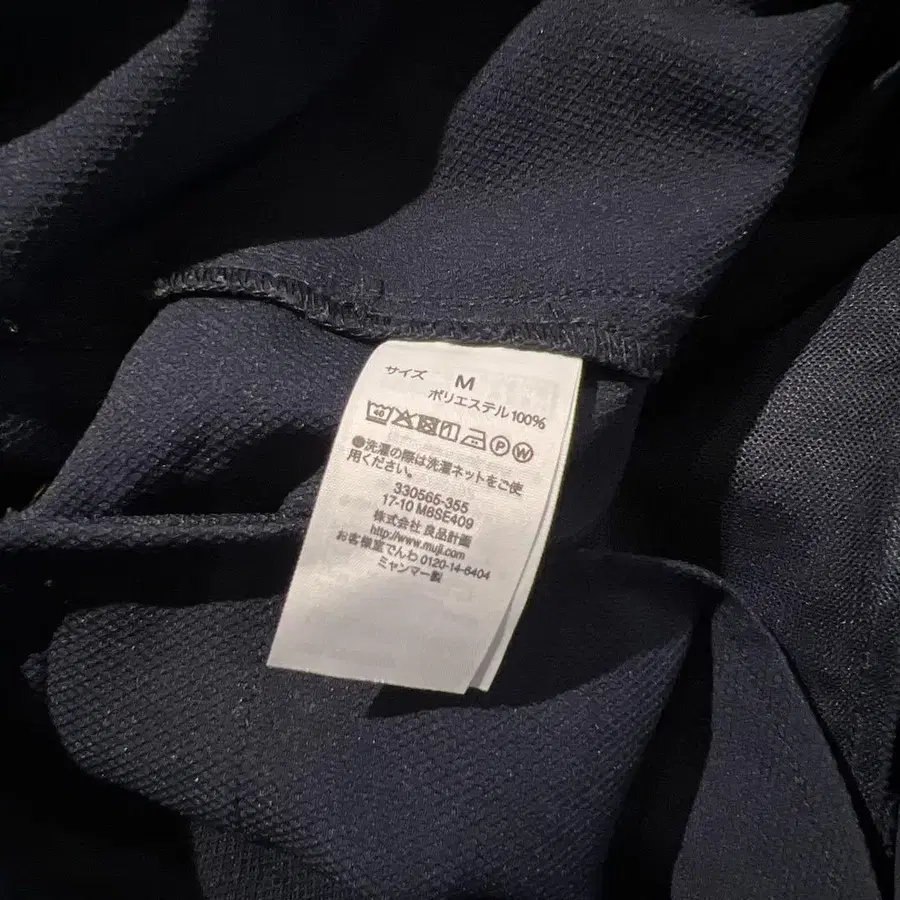 サイズ M
ポリエステル100%
40 P W
●洗濯の際は洗濯ネットをご使
用ください。
330565-355
17-10 M8SE409
株式会社 良品計画
http://www.muji.com
お客様室でんわ 0120-14-6404
ミャンマー製